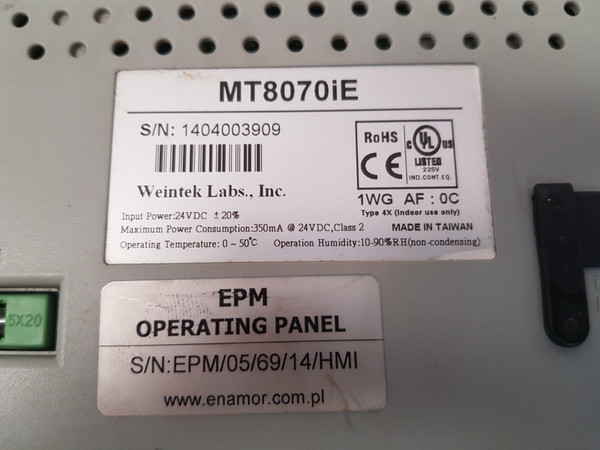 MT8070iE
S/N: 1404003909
RoHS
CE
c UL us
LISTED
225V
IND.CONT.EQ.
Weintek Labs., Inc.
1WG AF : 0C
Type 4X (Indoor use only)
Input Power:24VDC ± 20%
Maximum Power Consumption:350mA @ 24VDC,Class 2
MADE IN TAIWAN
Operating Temperature: 0 ~ 50°C Operation Humidity:10-90%RH(non-condensing)
5X20
EPM
OPERATING PANEL
S/N:EPM/05/69/14/HMI
www.enamor.com.pl